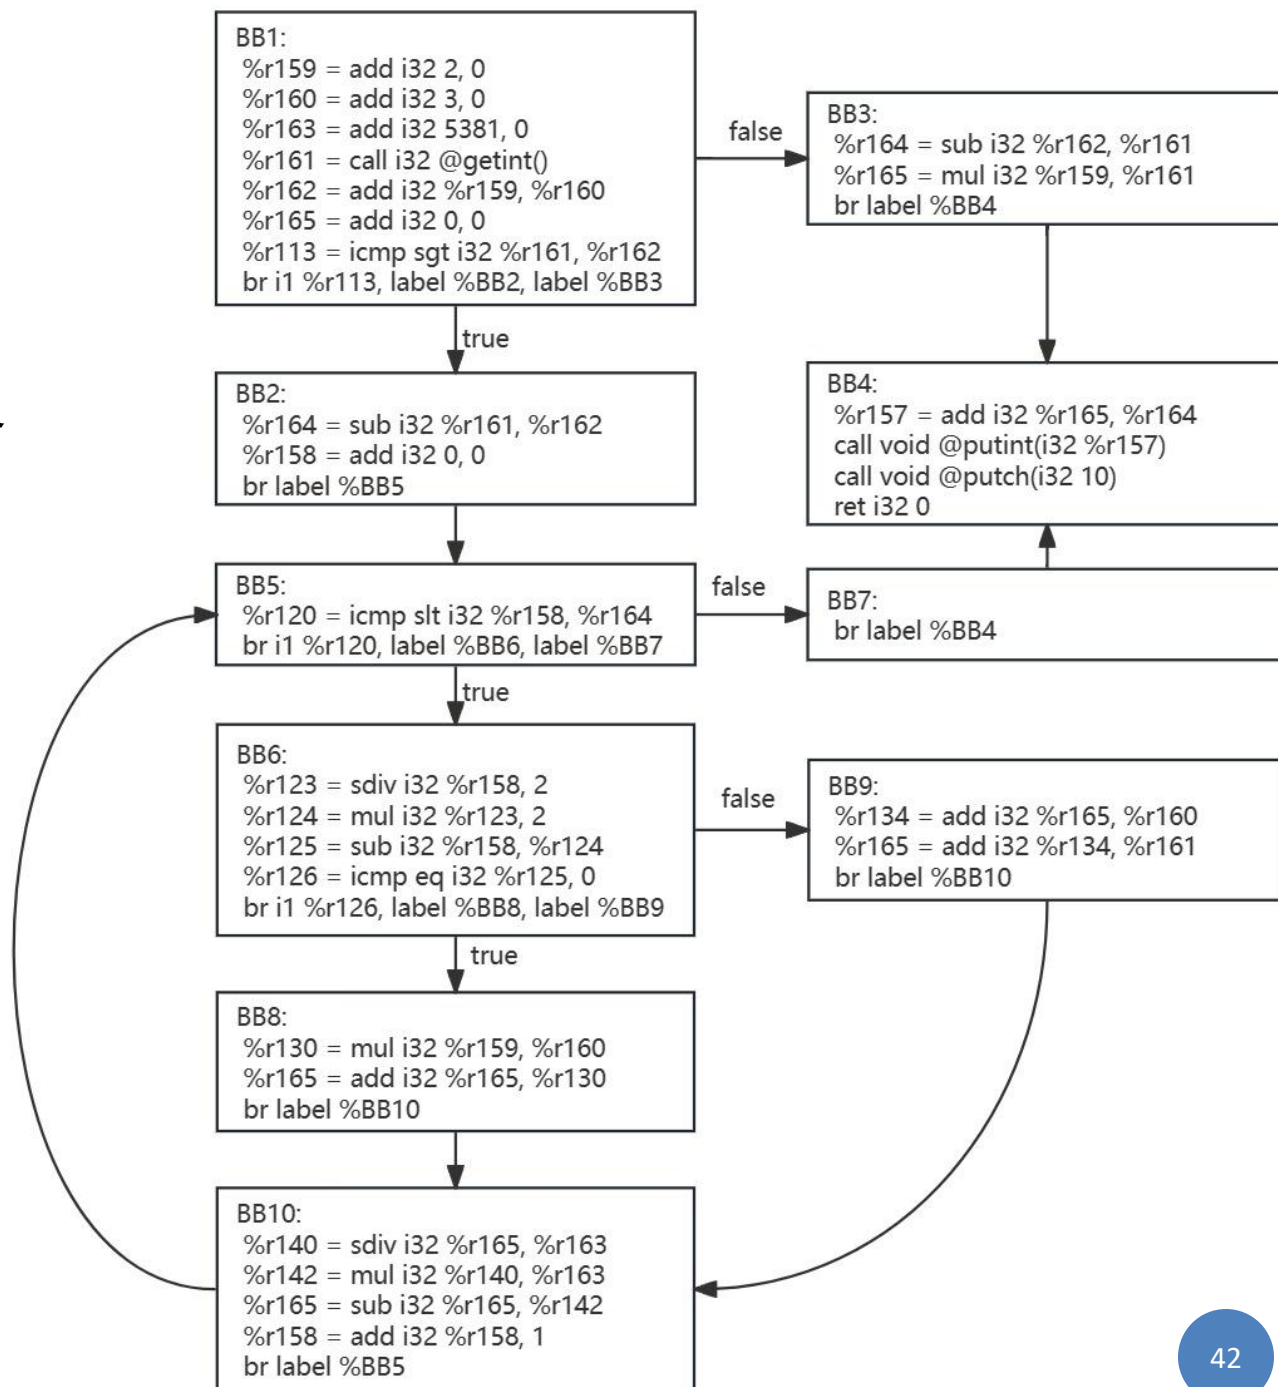 BB1:
%r159 = add i32 2, 0
%r160 = add i32 3, 0
%r163 = add i32 5381, 0
%r161 = call i32 @getint()
%r162 = add i32 %r159, %r160
%r165 = add i32 0, 0
%r113 = icmp sgt i32 %r161, %r162
br i1 %r113, label %BB2, label %BB3
false
BB3:
%r164 = sub i32 %r162, %r161
%r165 = mul i32 %r159, %r161
br label %BB4
true
BB2:
%r164 = sub i32 %r161, %r162
%r158 = add i32 0, 0
br label %BB5
BB4:
%r157 = add i32 %r165, %r164
call void @putint(i32 %r157)
call void @putch(i32 10)
ret i32 0
BB5:
%r120 = icmp slt i32 %r158, %r164
br i1 %r120, label %BB6, label %BB7
false
BB7:
br label %BB4
true
BB6:
%r123 = sdiv i32 %r158, 2
%r124 = mul i32 %r123, 2
%r125 = sub i32 %r158, %r124
%r126 = icmp eq i32 %r125, 0
br i1 %r126, label %BB8, label %BB9
false
BB9:
%r134 = add i32 %r165, %r160
%r165 = add i32 %r134, %r161
br label %BB10
true
BB8:
%r130 = mul i32 %r159, %r160
%r165 = add i32 %r165, %r130
br label %BB10
BB10:
%r140 = sdiv i32 %r165, %r163
%r142 = mul i32 %r140, %r163
%r165 = sub i32 %r165, %r142
%r158 = add i32 %r158, 1
br label %BB5
42